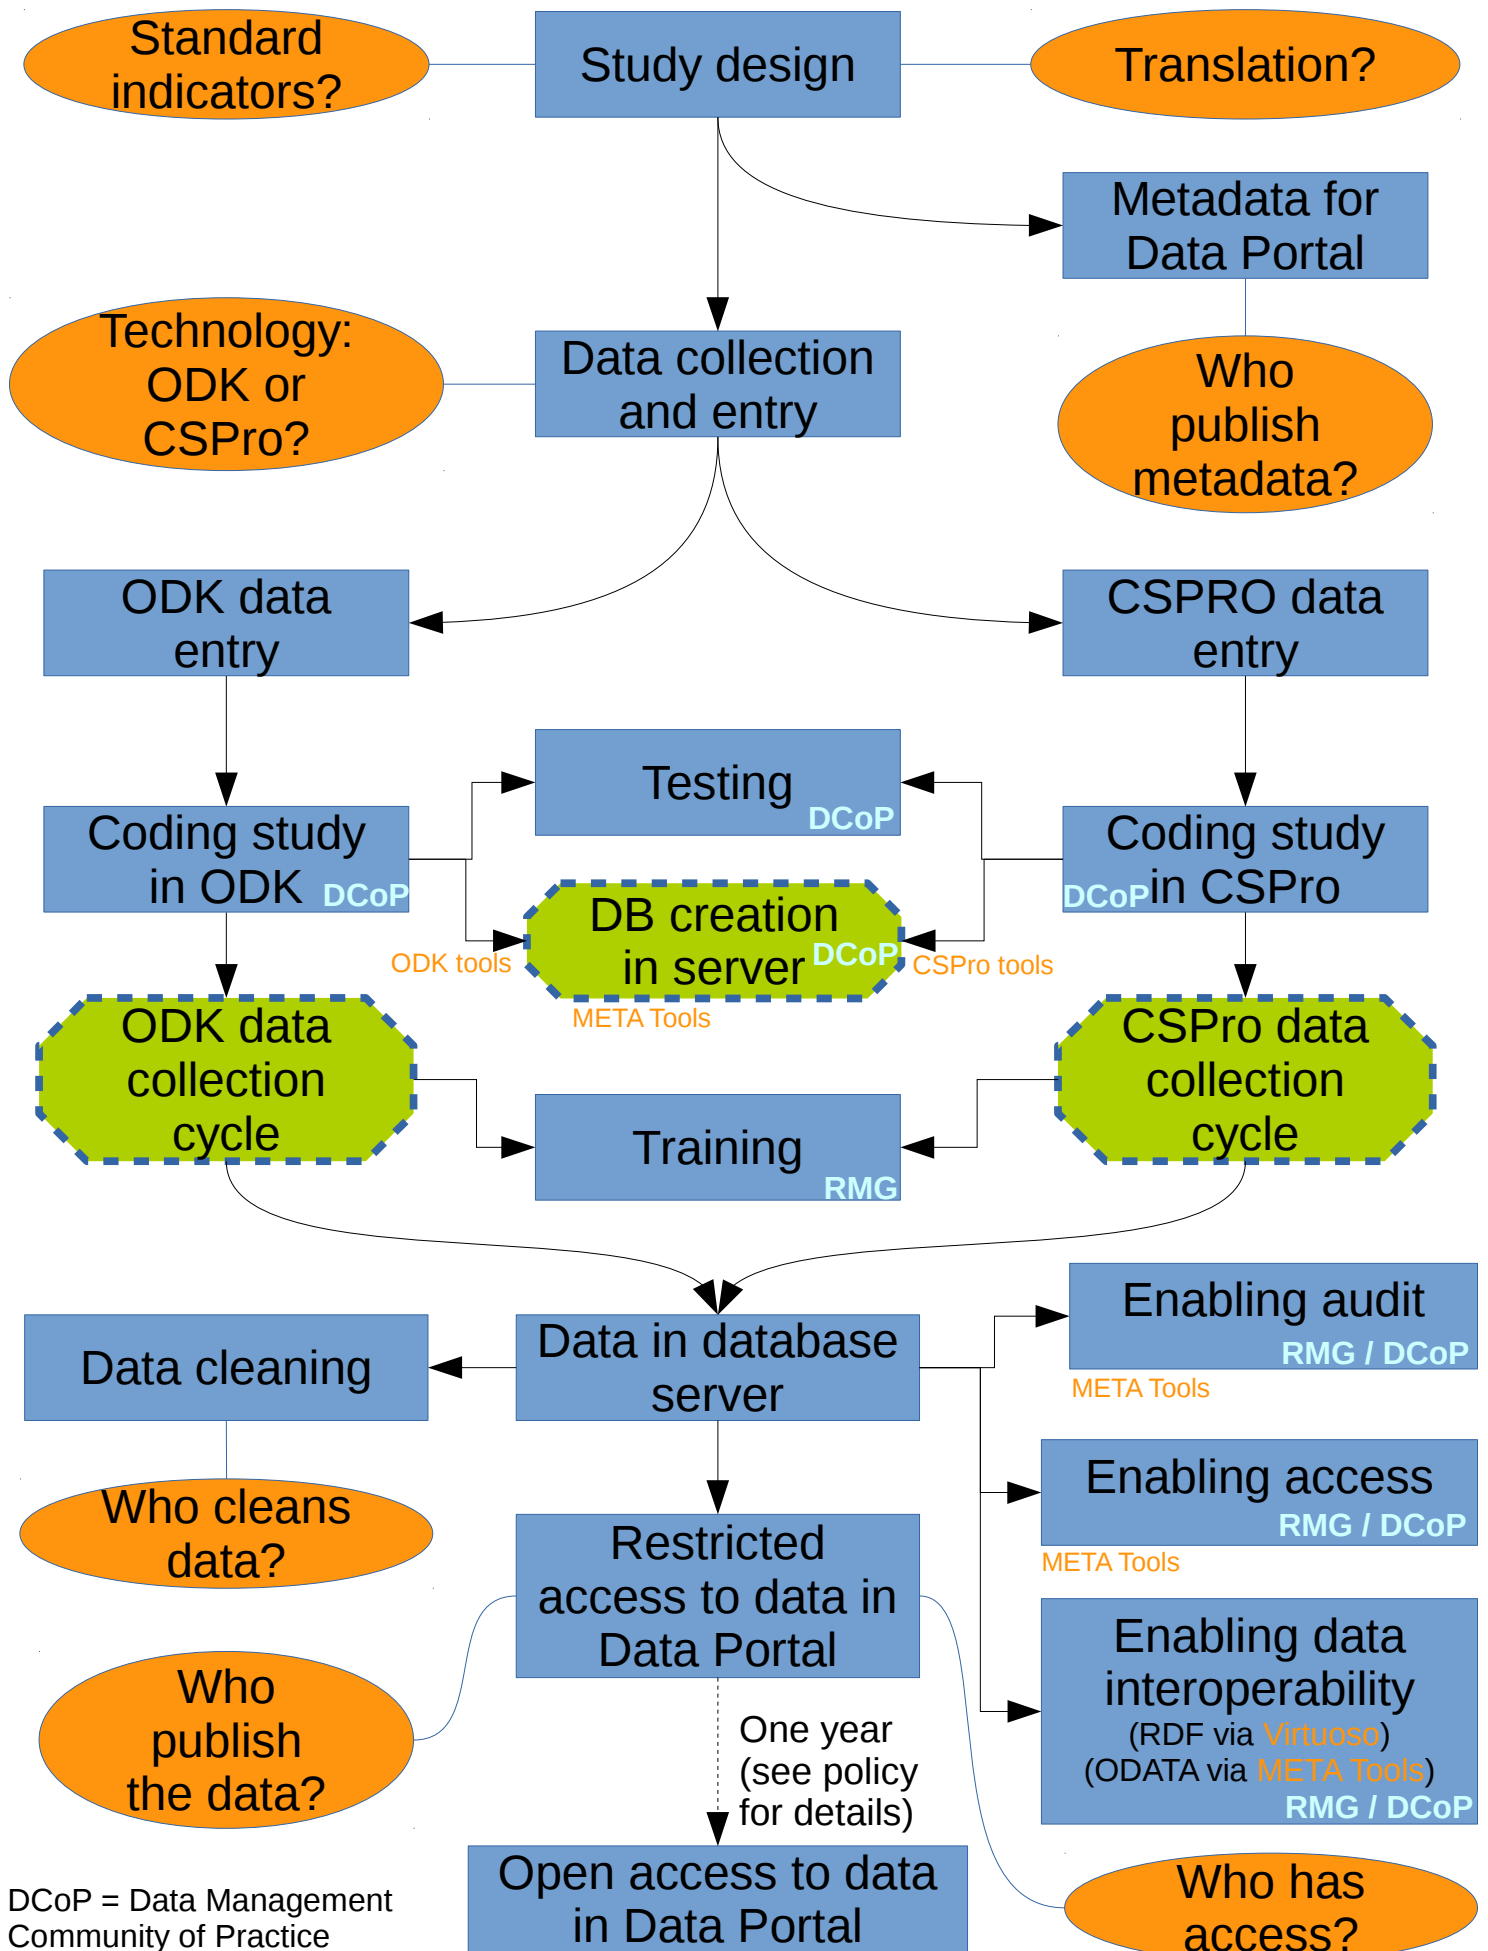 Standard
indicators?
Study design
Translation?
Metadata for
Data Portal
Technology:
ODK or
CSPro?
Data collection
and entry
Who
publish
metadata?
ODK data
entry
CSPRO data
entry
Testing
DCoP
Coding study
in ODK
DCoP
Coding study
in CSPro
DCoP
DB creation
in server
DCoP
ODK tools
CSPro tools
META Tools
ODK data
collection
cycle
CSPro data
collection
cycle
Training
RMG
Enabling audit
RMG / DCoP
META Tools
Data cleaning
Data in database
server
Enabling access
RMG / DCoP
META Tools
Who cleans
data?
Restricted
access to data in
Data Portal
Enabling data
interoperability
(RDF via Virtuoso)
(ODATA via META Tools)
RMG / DCoP
Who
publish
the data?
One year
(see policy
for details)
Open access to data
in Data Portal
Who has
access?
DCoP = Data Management
Community of Practice